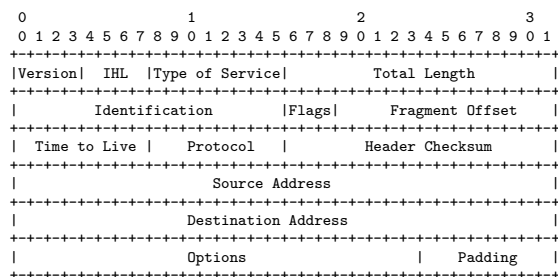 0                   1                   2                   3
 0 1 2 3 4 5 6 7 8 9 0 1 2 3 4 5 6 7 8 9 0 1 2 3 4 5 6 7 8 9 0 1
+-+-+-+-+-+-+-+-+-+-+-+-+-+-+-+-+-+-+-+-+-+-+-+-+-+-+-+-+-+-+-+-+
|Version|  IHL  |Type of Service|          Total Length         |
+-+-+-+-+-+-+-+-+-+-+-+-+-+-+-+-+-+-+-+-+-+-+-+-+-+-+-+-+-+-+-+-+
|         Identification        |Flags|     Fragment Offset     |
+-+-+-+-+-+-+-+-+-+-+-+-+-+-+-+-+-+-+-+-+-+-+-+-+-+-+-+-+-+-+-+-+
|  Time to Live |    Protocol   |        Header Checksum        |
+-+-+-+-+-+-+-+-+-+-+-+-+-+-+-+-+-+-+-+-+-+-+-+-+-+-+-+-+-+-+-+-+
|                       Source Address                          |
+-+-+-+-+-+-+-+-+-+-+-+-+-+-+-+-+-+-+-+-+-+-+-+-+-+-+-+-+-+-+-+-+
|                    Destination Address                        |
+-+-+-+-+-+-+-+-+-+-+-+-+-+-+-+-+-+-+-+-+-+-+-+-+-+-+-+-+-+-+-+-+
|                    Options                    |    Padding    |
+-+-+-+-+-+-+-+-+-+-+-+-+-+-+-+-+-+-+-+-+-+-+-+-+-+-+-+-+-+-+-+-+